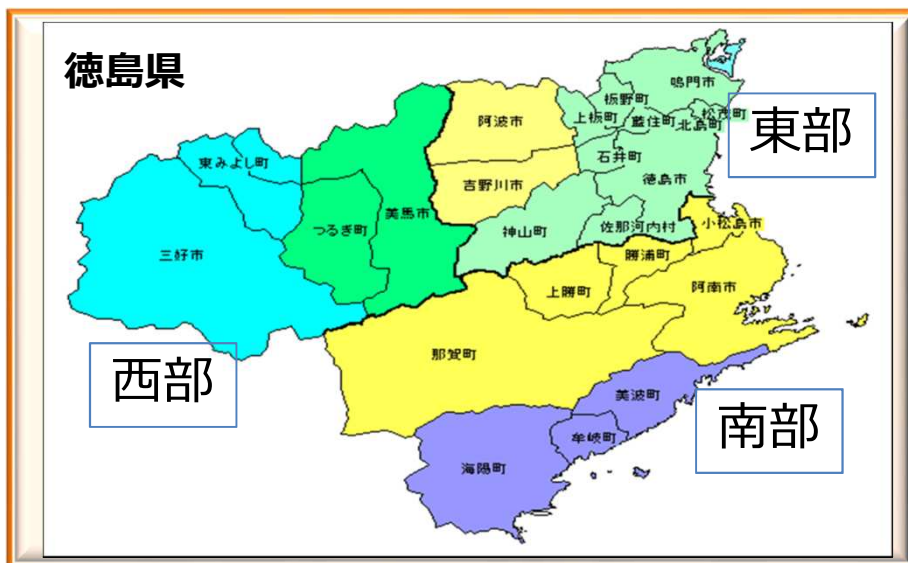 徳島県
鳴門市
板野町
松茂町
上板町
藍住町
北島町
阿波市
東部
石井町
東みよし町
徳島市
吉野川市
美馬市
つるぎ町
神山町
佐那河内村
小松島市
三好市
勝浦町
上勝町
阿南市
那賀町
西部
美波町
南部
牟岐町
海陽町